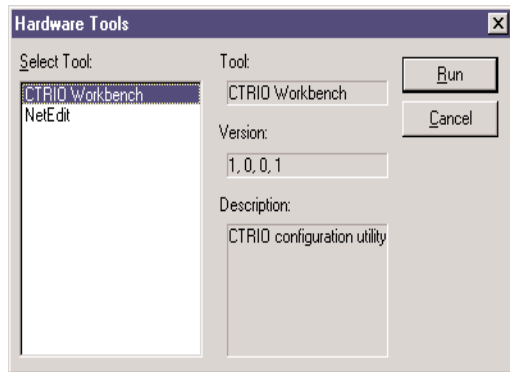 Hardware Tools
Select Tool:
CTRIO Workbench
NetEdit
Tool:
CTRIO Workbench
Version:
1, 0, 0, 1
Description:
CTRIO configuration utility
Run
Cancel